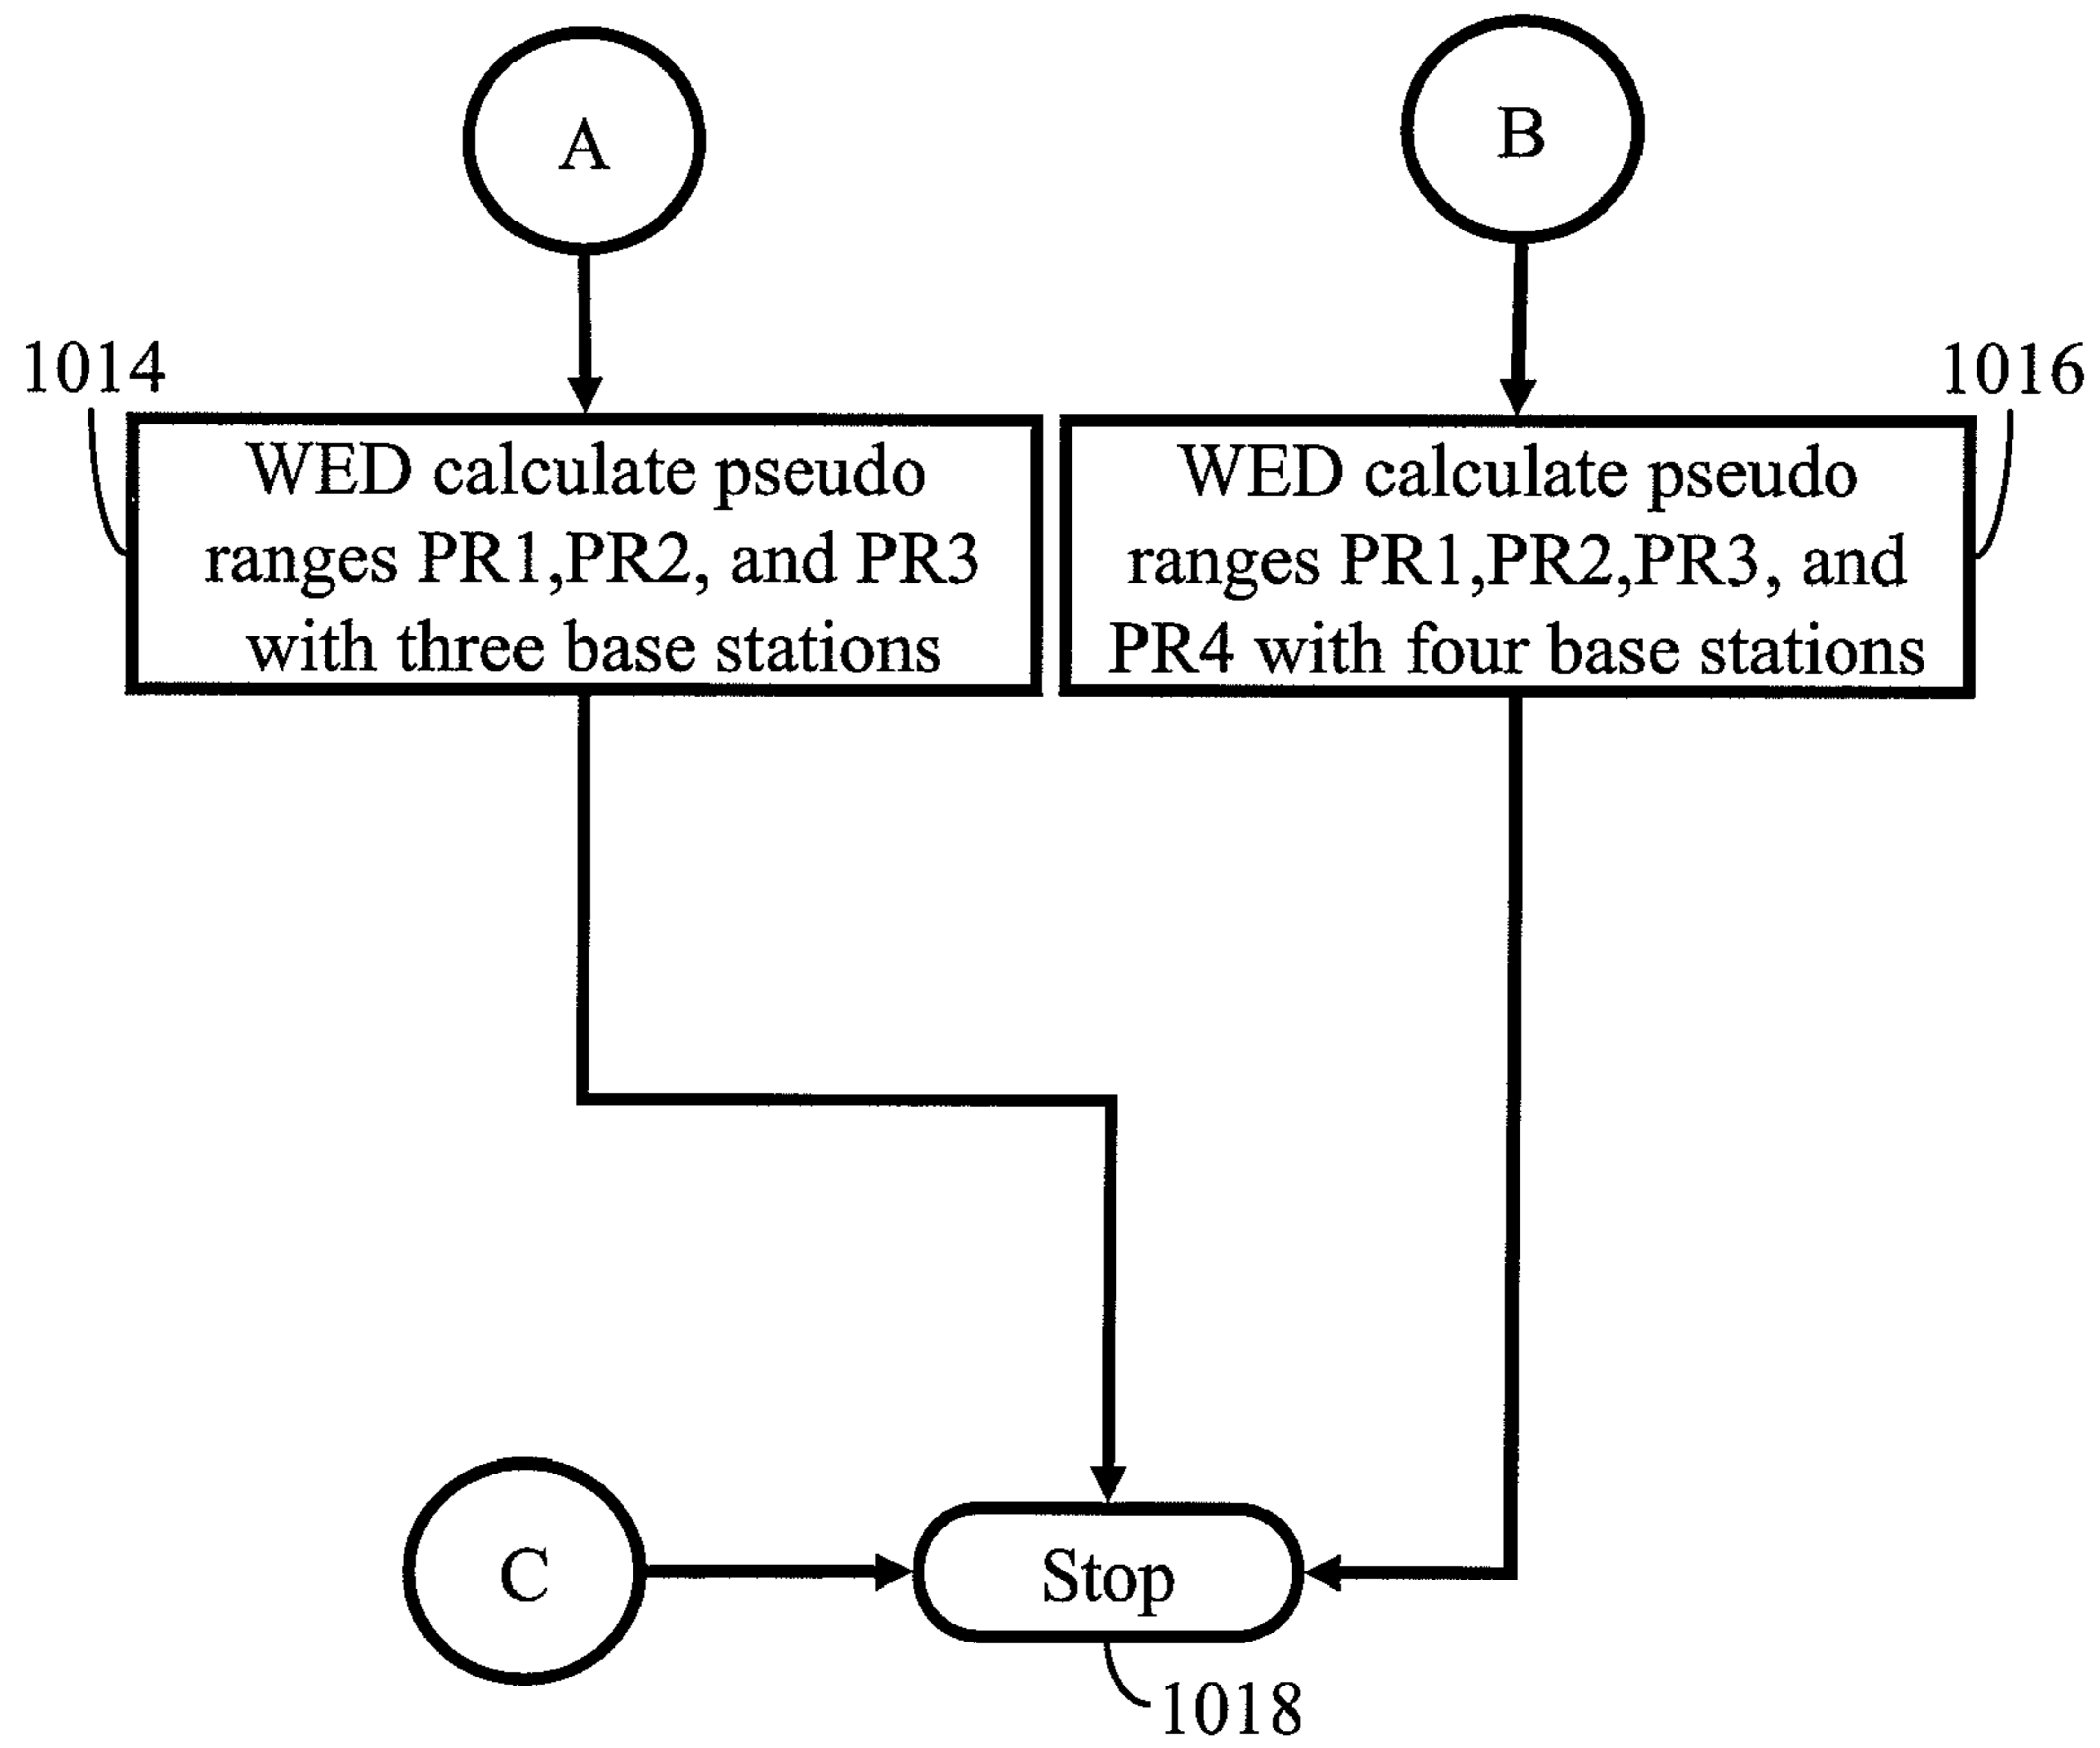 A
B
1014
1016
WED calculate pseudo
ranges PR1,PR2, and PR3
with three base stations
WED calculate pseudo
ranges PR1,PR2,PR3, and
PR4 with four base stations
C
Stop
1018